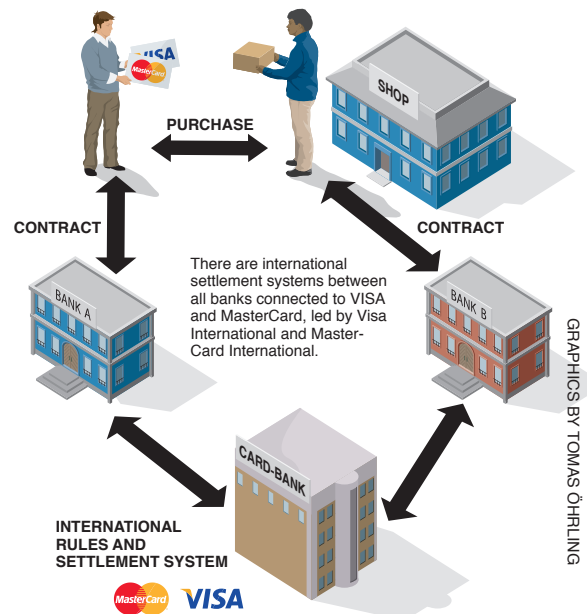 VISA
MasterCard
SHOP
PURCHASE
CONTRACT
CONTRACT
There are international
settlement systems between
all banks connected to VISA
and MasterCard, led by Visa
International and Master-
Card International.
BANK A
BANK B
CARD-BANK
INTERNATIONAL
RULES AND
SETTLEMENT SYSTEM
MasterCard
VISA
GRAPHICS BY TOMAS ÖHRLING